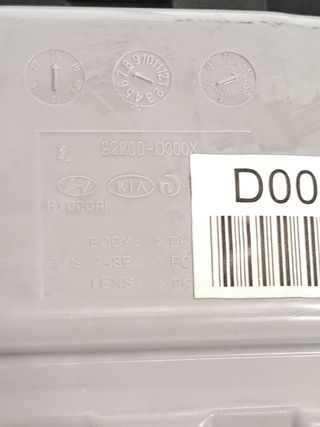 92800-D300X
D00
KIA
HYUNDAI
BODY: >PC
S/G CASE: >PC
LENS: >PC